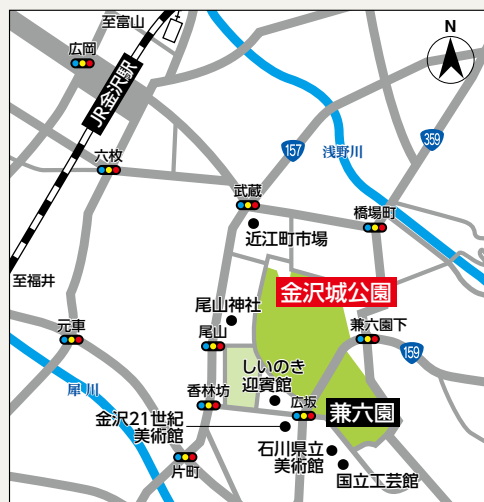 至富山
広岡
N
JR金沢駅
157
浅野川
359
六枚
武蔵
橋場町
近江町市場
至福井
金沢城公園
尾山神社
元車
尾山
兼六園下
159
しいのき
迎賓館
犀川
香林坊
広坂
兼六園
金沢21世紀
美術館
石川県立
美術館
片町
国立工芸館